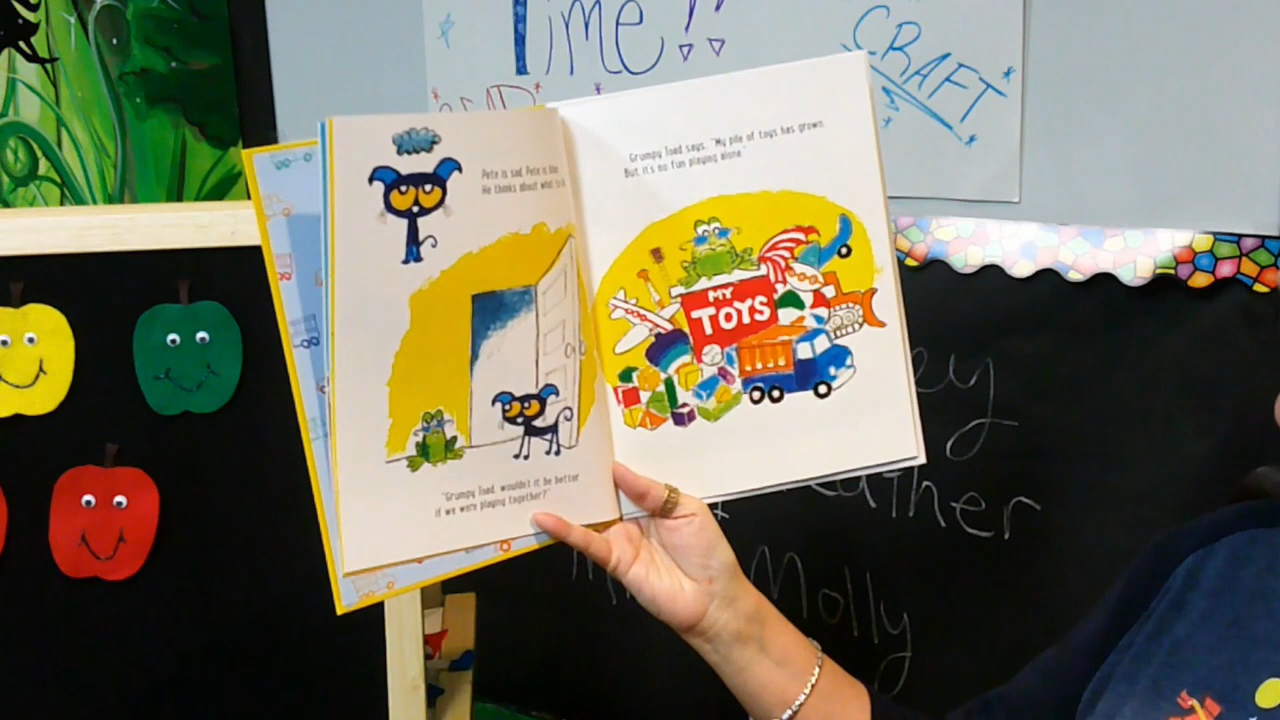 Time!!
CRAFT
Pete is sad. Pete is blue.
He thinks about what to
"Grumpy Toad, wouldn't it be better
if we were playing together?"
Grumpy Toad says, "My pile of toys has grown.
But it's no fun playing alone."
MY
TOYS
Molly